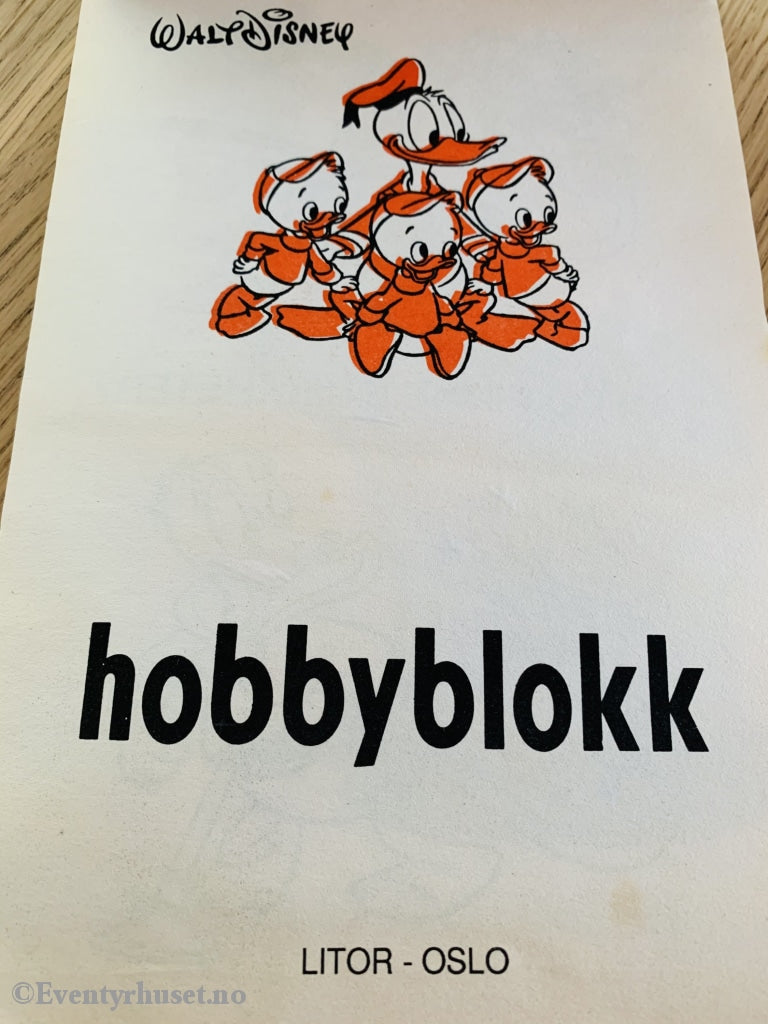 WALT DISNEY
hobbyblokk
LITOR - OSLO
©Eventyrhuset.no